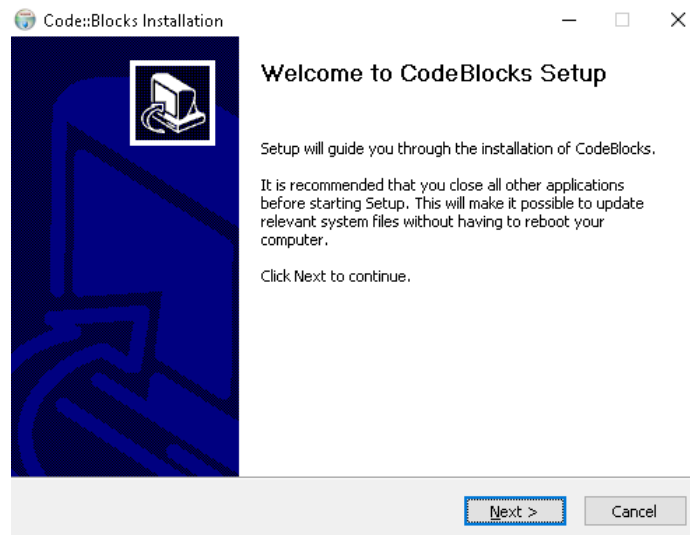 Code::Blocks Installation
Welcome to CodeBlocks Setup
Setup will guide you through the installation of CodeBlocks.
It is recommended that you close all other applications
before starting Setup. This will make it possible to update
relevant system files without having to reboot your
computer.
Click Next to continue.
Next >
Cancel